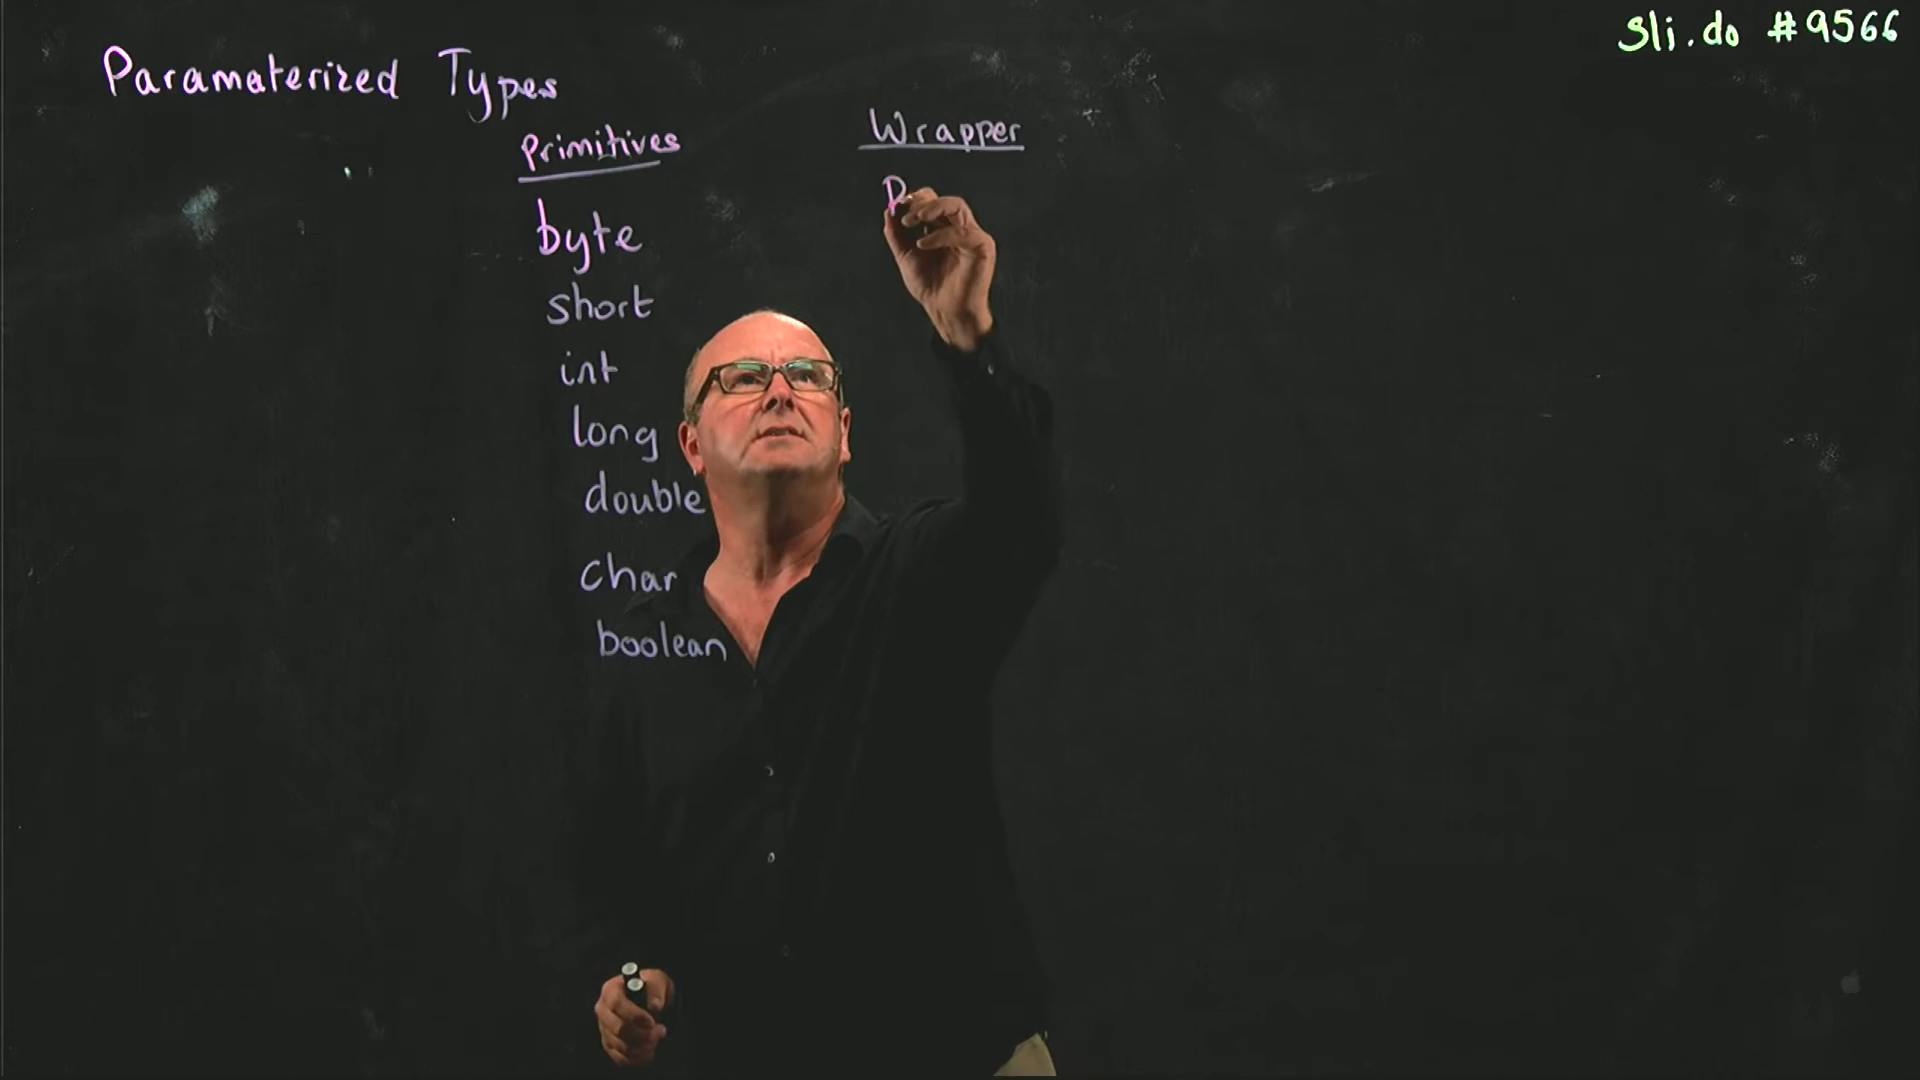 Sli.do #9566
Paramaterized Types
Primitives
Wrapper
byte
short
int
long
double
char
boolean